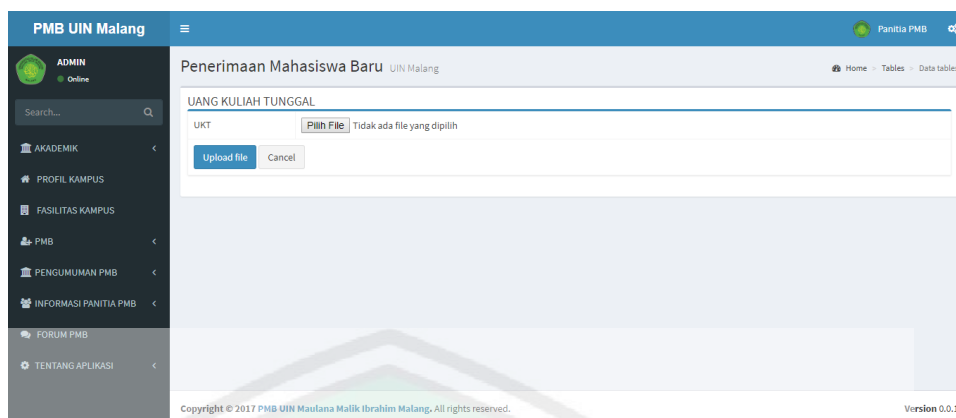 PMB UIN Malang
Panitia PMB
ADMIN
Online
Search...
AKADEMIK
PROFIL KAMPUS
FASILITAS KAMPUS
PMB
PENGUMUMAN PMB
INFORMASI PANITIA PMB
FORUM PMB
TENTANG APLIKASI
Penerimaan Mahasiswa Baru UIN Malang
Home > Tables > Data tables
UANG KULIAH TUNGGAL
UKT Pilih File Tidak ada file yang dipilih
Upload file Cancel
Copyright © 2017 PMB UIN Maulana Malik Ibrahim Malang. All rights reserved.
Version 0.0.1